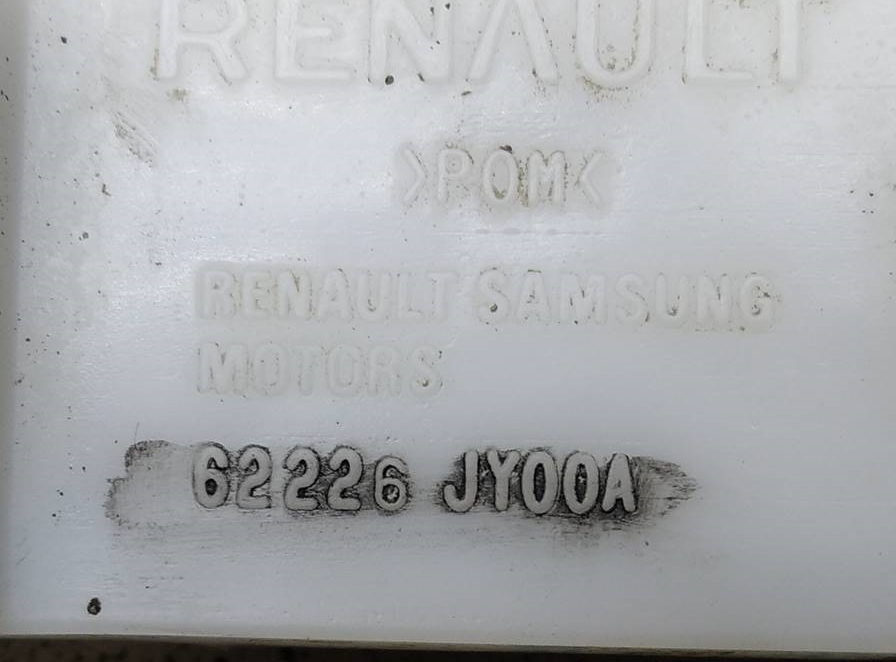 RENAULT
>POM<
RENAULT SAMSUNG
MOTORS
62226 JY00A